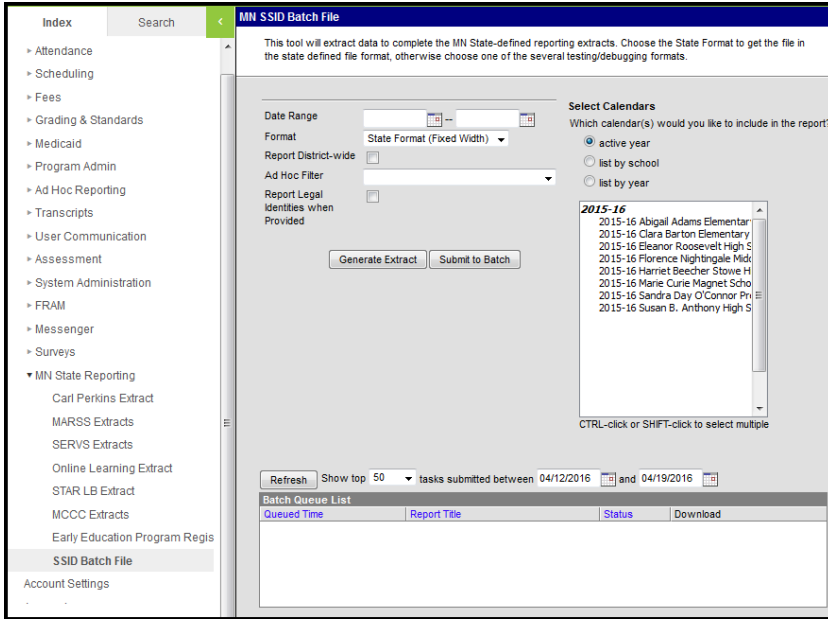 Index
Search
Attendance
Scheduling
Fees
Grading & Standards
Medicaid
Program Admin
Ad Hoc Reporting
Transcripts
User Communication
Assessment
System Administration
FRAM
Messenger
Surveys
MN State Reporting
Carl Perkins Extract
MARSS Extracts
SERVS Extracts
Online Learning Extract
STAR LB Extract
MCCC Extracts
Early Education Program Regis
SSID Batch File
Account Settings
MN SSID Batch File
This tool will extract data to complete the MN State-defined reporting extracts. Choose the State Format to get the file in
the state defined file format, otherwise choose one of the several testing/debugging formats.
Date Range --
Format State Format (Fixed Width)
Report District-wide
Ad Hoc Filter
Report Legal
Identities when
Provided
Generate Extract Submit to Batch
Select Calendars
Which calendar(s) would you like to include in the report?
active year
list by school
list by year
2015-16
2015-16 Abigail Adams Elementar
2015-16 Clara Barton Elementary
2015-16 Eleanor Roosevelt High S
2015-16 Florence Nightingale Midd
2015-16 Harriet Beecher Stowe H
2015-16 Marie Curie Magnet Scho
2015-16 Sandra Day O'Connor Pr
2015-16 Susan B. Anthony High S
CTRL-click or SHIFT-click to select multiple
Refresh Show top 50 tasks submitted between 04/12/2016 and 04/19/2016
Batch Queue List
Queued Time Report Title Status Download